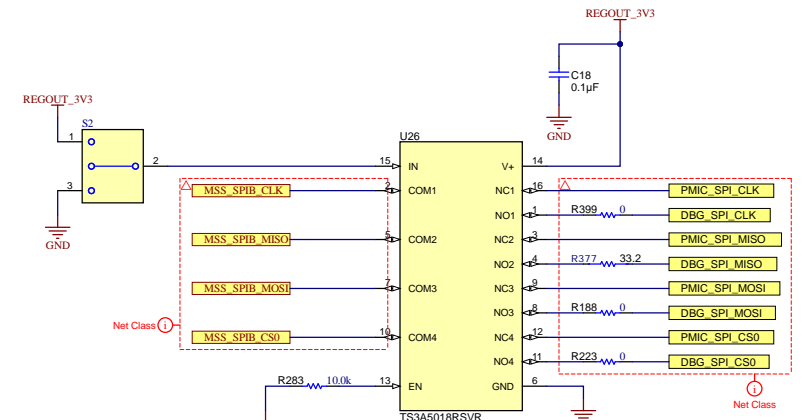 REGOUT_3V3
C18
0.1µF
GND
REGOUT_3V3
S2
1
2
3
GND
U26
15 IN V+ 14
MSS_SPIB_CLK 2 COM1 NC1 16 PMIC_SPI_CLK
NO1 1 R399 0 DBG_SPI_CLK
MSS_SPIB_MISO 5 COM2 NC2 3 PMIC_SPI_MISO
NO2 4 R377 33.2 DBG_SPI_MISO
MSS_SPIB_MOSI 7 COM3 NC3 9 PMIC_SPI_MOSI
NO3 8 R188 0 DBG_SPI_MOSI
Net Class i
MSS_SPIB_CS0 10 COM4 NC4 12 PMIC_SPI_CS0
NO4 11 R223 0 DBG_SPI_CS0
R283 10.0k 13 EN GND 6
i
Net Class
TS3A5018RSVR